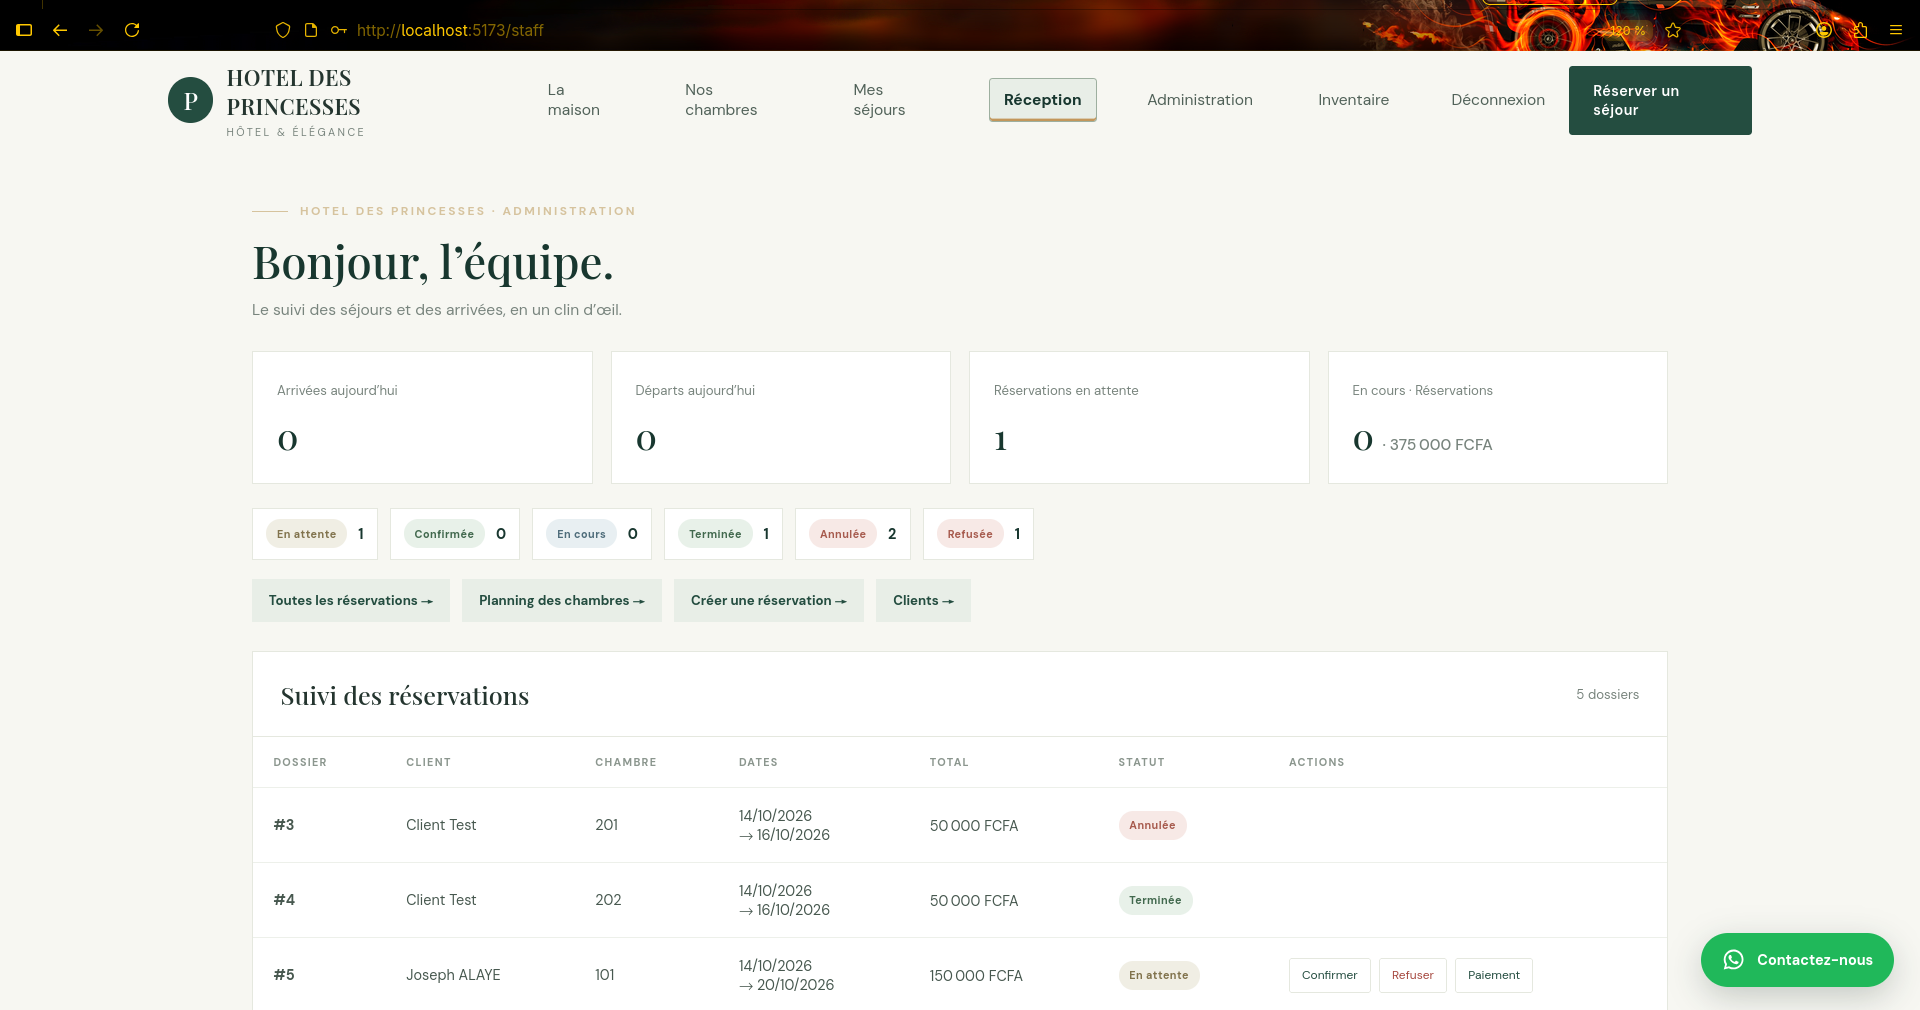 http://localhost:5173/staff
120 %
P
HOTEL DES
PRINCESSES
HÔTEL & ÉLÉGANCE
La
maison
Nos
chambres
Mes
séjours
Réception
Administration
Inventaire
Déconnexion
Réserver un
séjour
HOTEL DES PRINCESSES · ADMINISTRATION
Bonjour, l’équipe.
Le suivi des séjours et des arrivées, en un clin d’œil.
Arrivées aujourd’hui
0
Départs aujourd’hui
0
Réservations en attente
1
En cours · Réservations
0 · 375 000 FCFA
En attente 1
Confirmée 0
En cours 0
Terminée 1
Annulée 2
Refusée 1
Toutes les réservations →
Planning des chambres →
Créer une réservation →
Clients →
Suivi des réservations
5 dossiers
DOSSIER CLIENT CHAMBRE DATES TOTAL STATUT ACTIONS
#3 Client Test 201 14/10/2026 → 16/10/2026 50 000 FCFA Annulée
#4 Client Test 202 14/10/2026 → 16/10/2026 50 000 FCFA Terminée
#5 Joseph ALAYE 101 14/10/2026 → 20/10/2026 150 000 FCFA En attente Confirmer Refuser Paiement
Contactez-nous